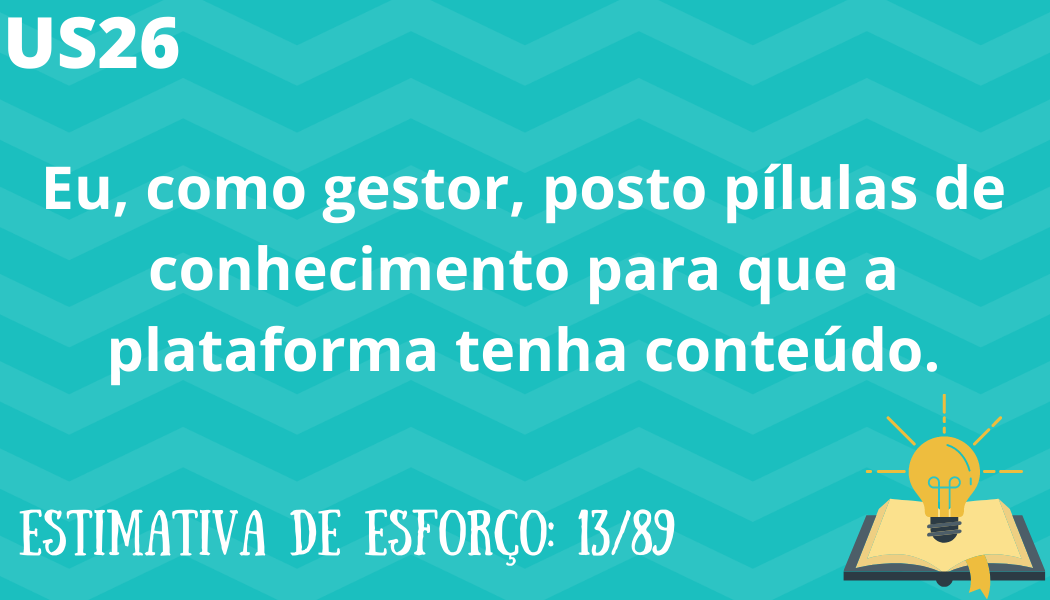 US26
Eu, como gestor, posto pílulas de
conhecimento para que a
plataforma tenha conteúdo.
ESTIMATIVA DE ESFORÇO: 13/89